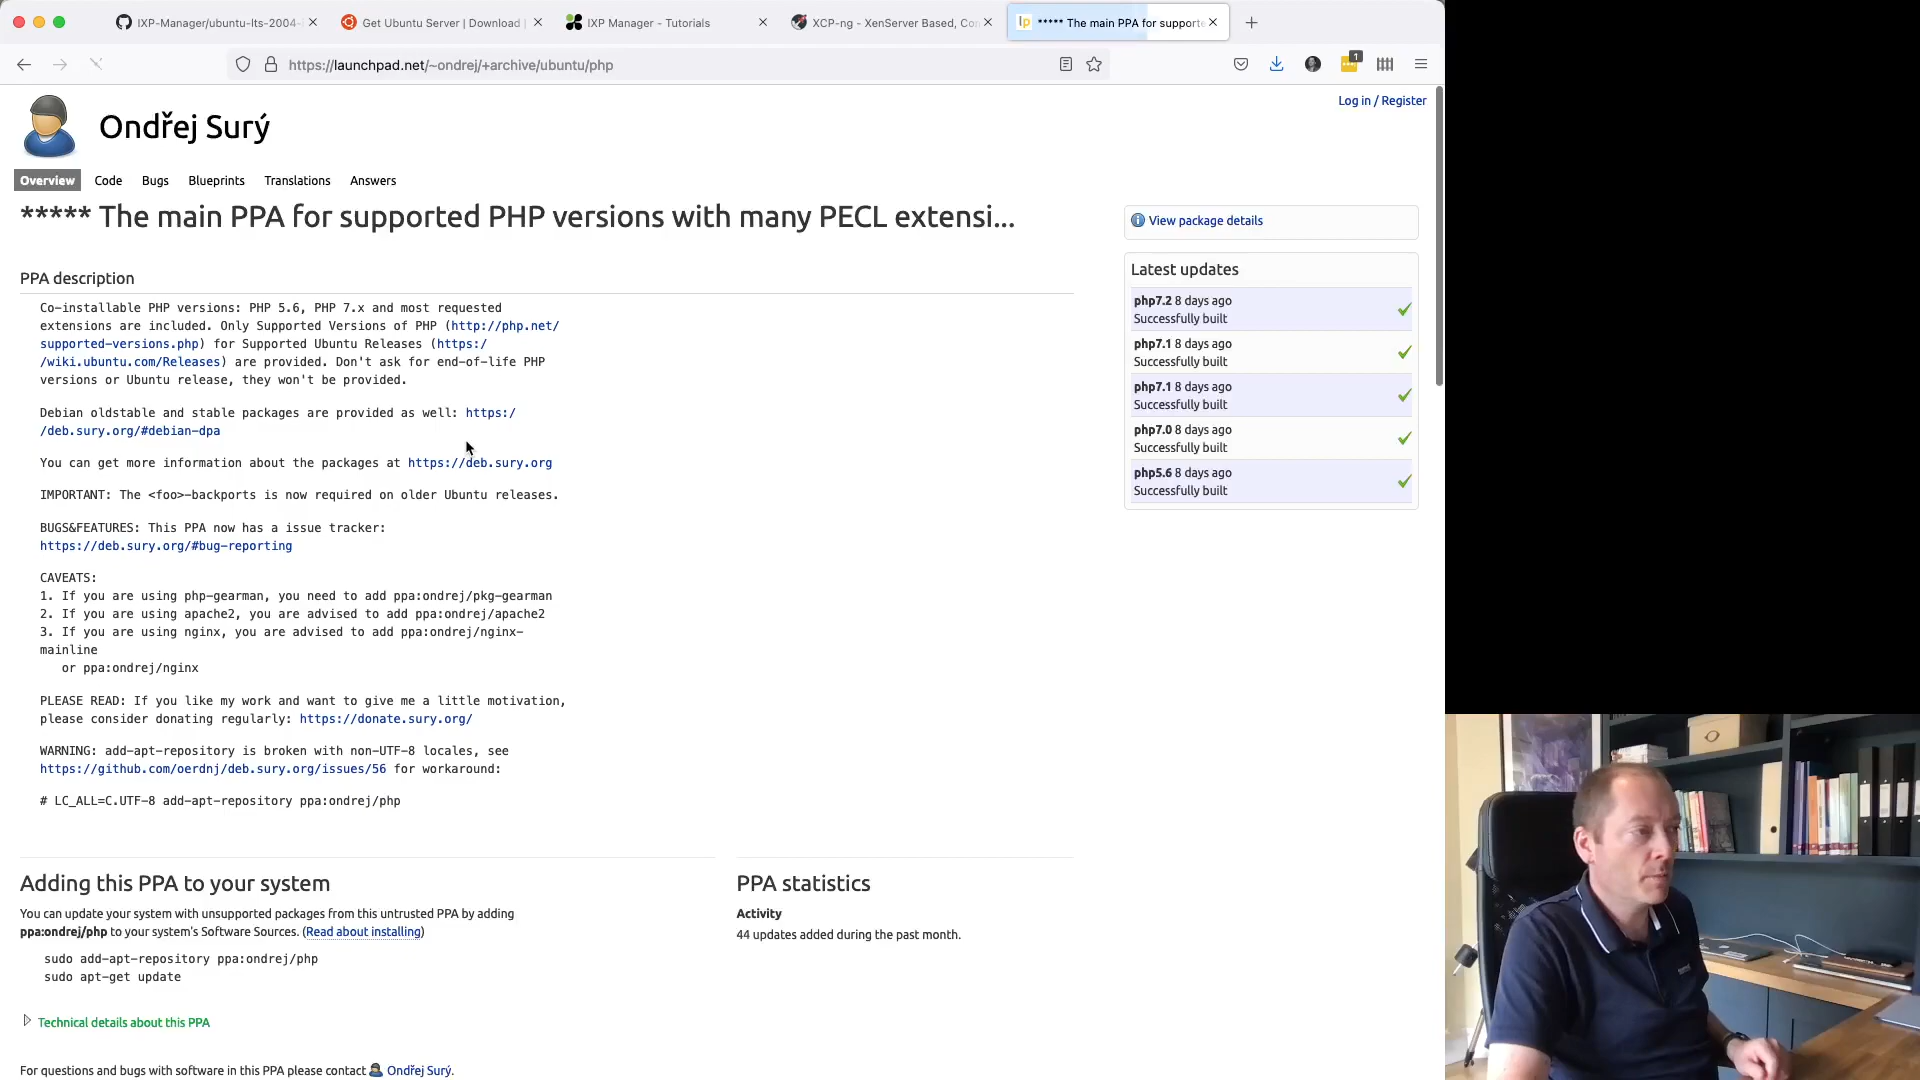 IXP-Manager/ubuntu-lts-2004-
Get Ubuntu Server | Download |
IXP Manager - Tutorials
XCP-ng - XenServer Based, Con
lp ***** The main PPA for supporte
https://launchpad.net/~ondrej/+archive/ubuntu/php
1
Log in / Register
Ondřej Surý
Overview Code Bugs Blueprints Translations Answers
***** The main PPA for supported PHP versions with many PECL extensi...
View package details
PPA description
Co-installable PHP versions: PHP 5.6, PHP 7.x and most requested
extensions are included. Only Supported Versions of PHP (http://php.net/
supported-versions.php) for Supported Ubuntu Releases (https:/
/wiki.ubuntu.com/Releases) are provided. Don't ask for end-of-life PHP
versions or Ubuntu release, they won't be provided.
Debian oldstable and stable packages are provided as well: https:/
/deb.sury.org/#debian-dpa
You can get more information about the packages at https://deb.sury.org
IMPORTANT: The <foo>-backports is now required on older Ubuntu releases.
BUGS&FEATURES: This PPA now has a issue tracker:
https://deb.sury.org/#bug-reporting
CAVEATS:
1. If you are using php-gearman, you need to add ppa:ondrej/pkg-gearman
2. If you are using apache2, you are advised to add ppa:ondrej/apache2
3. If you are using nginx, you are advised to add ppa:ondrej/nginx-
mainline
or ppa:ondrej/nginx
PLEASE READ: If you like my work and want to give me a little motivation,
please consider donating regularly: https://donate.sury.org/
WARNING: add-apt-repository is broken with non-UTF-8 locales, see
https://github.com/oerdnj/deb.sury.org/issues/56 for workaround:
# LC_ALL=C.UTF-8 add-apt-repository ppa:ondrej/php
Latest updates
php7.2 8 days ago
Successfully built
php7.1 8 days ago
Successfully built
php7.1 8 days ago
Successfully built
php7.0 8 days ago
Successfully built
php5.6 8 days ago
Successfully built
Adding this PPA to your system
You can update your system with unsupported packages from this untrusted PPA by adding
ppa:ondrej/php to your system's Software Sources. (Read about installing)
sudo add-apt-repository ppa:ondrej/php
sudo apt-get update
Technical details about this PPA
For questions and bugs with software in this PPA please contact Ondřej Surý.
PPA statistics
Activity
44 updates added during the past month.